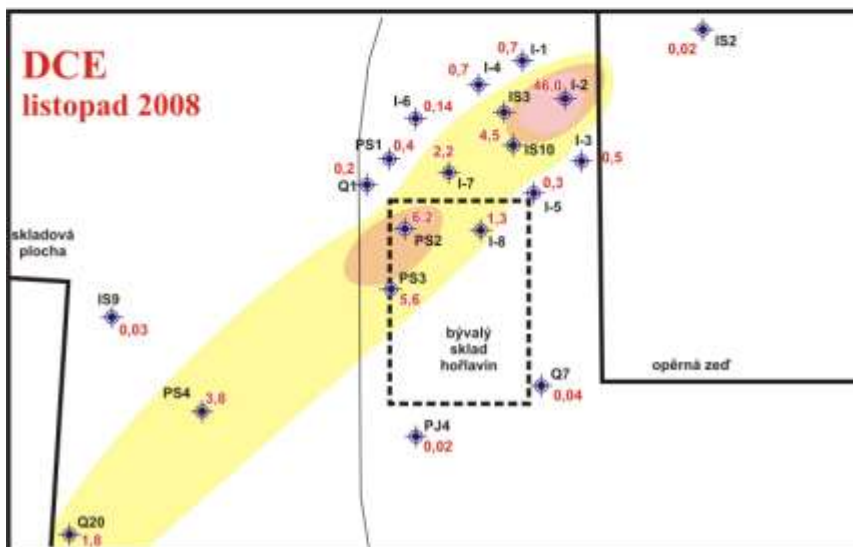 DCE
listopad 2008
0,02
IS2
0,7
I-1
0,7
I-4
46,0
I-2
IS3
I-6
0,14
4,5
IS10
I-3
0,5
PS1
0,4
0,2
Q1
2,2
I-7
0,3
I-5
6,2
PS2
1,3
I-8
skladová
plocha
PS3
5,6
IS9
0,03
bývalý
sklad
hořlavin
opěrná zeď
Q7
0,04
PS4
3,8
PJ4
0,02
Q20
1,8